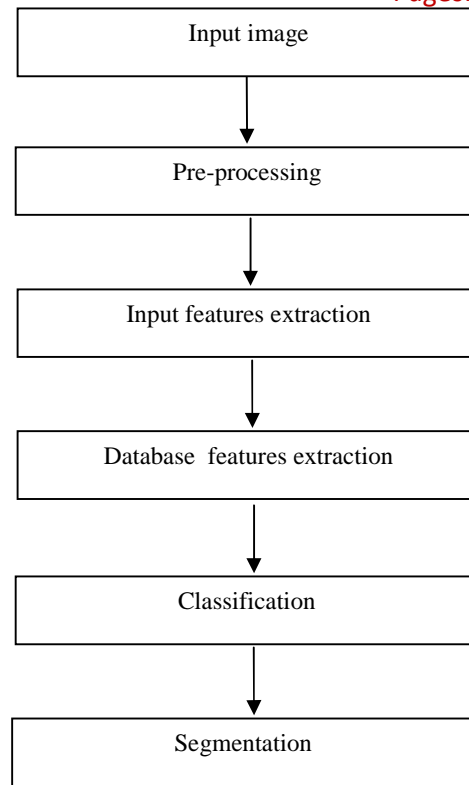 Input image
Pre-processing
Input features extraction
Database features extraction
Classification
Segmentation